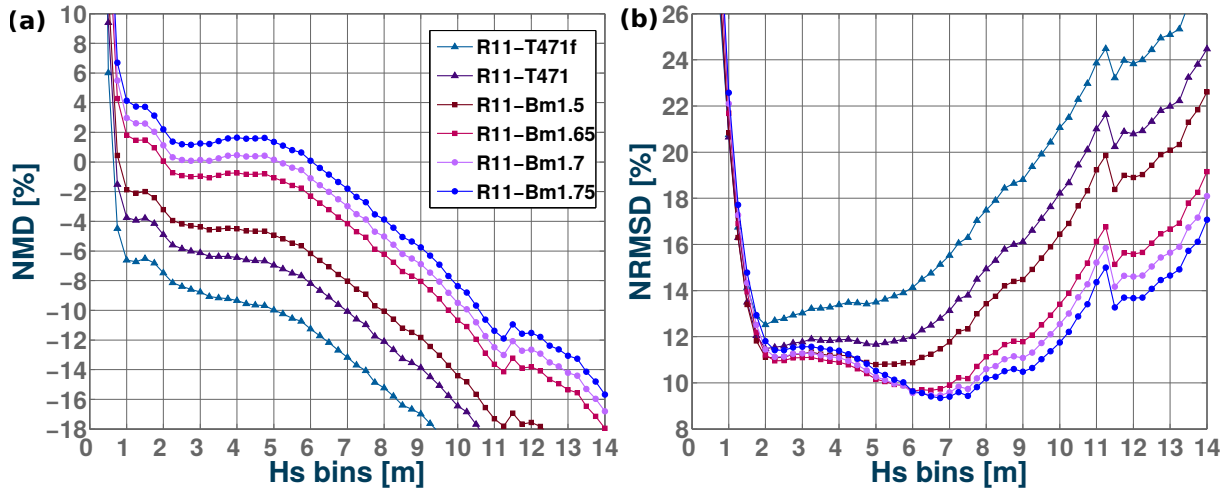 (a)
NMD [%]
10
8
6
4
2
0
−2
−4
−6
−8
−10
−12
−14
−16
−18
R11−T471f
R11−T471
R11−Bm1.5
R11−Bm1.65
R11−Bm1.7
R11−Bm1.75
0 1 2 3 4 5 6 7 8 9 10 11 12 13 14
Hs bins [m]
(b)
NRMSD [%]
26
24
22
20
18
16
14
12
10
8
0 1 2 3 4 5 6 7 8 9 10 11 12 13 14
Hs bins [m]